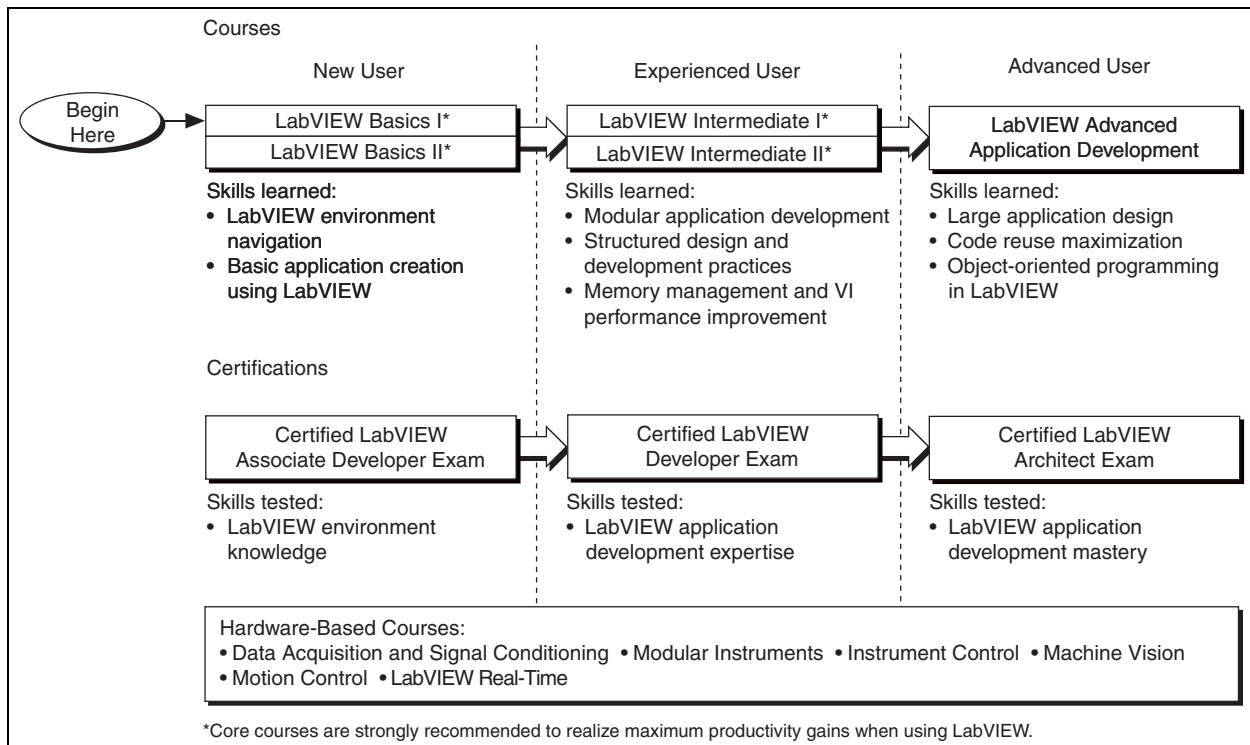 Courses
New User
Experienced User
Advanced User
Begin
Here
LabVIEW Basics I*
LabVIEW Basics II*
LabVIEW Intermediate I*
LabVIEW Intermediate II*
LabVIEW Advanced
Application Development
Skills learned:
• LabVIEW environment
navigation
• Basic application creation
using LabVIEW
Skills learned:
• Modular application development
• Structured design and
development practices
• Memory management and VI
performance improvement
Skills learned:
• Large application design
• Code reuse maximization
• Object-oriented programming
in LabVIEW
Certifications
Certified LabVIEW
Associate Developer Exam
Certified LabVIEW
Developer Exam
Certified LabVIEW
Architect Exam
Skills tested:
• LabVIEW environment
knowledge
Skills tested:
• LabVIEW application
development expertise
Skills tested:
• LabVIEW application
development mastery
Hardware-Based Courses:
• Data Acquisition and Signal Conditioning • Modular Instruments • Instrument Control • Machine Vision
• Motion Control • LabVIEW Real-Time
*Core courses are strongly recommended to realize maximum productivity gains when using LabVIEW.